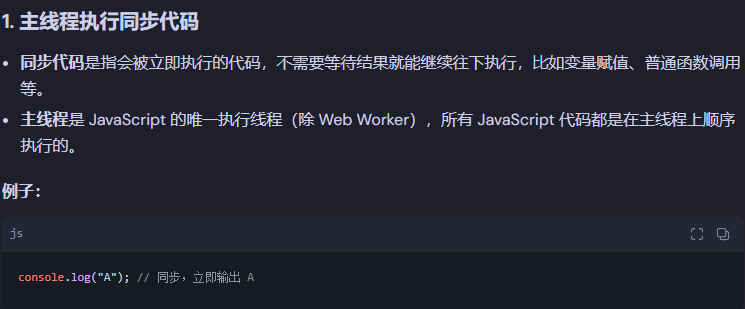 1. 主线程执行同步代码
• 同步代码是指会被立即执行的代码，不需要等待结果就能继续往下执行，比如变量赋值、普通函数调用
等。
• 主线程是 JavaScript 的唯一执行线程（除 Web Worker），所有 JavaScript 代码都是在主线程上顺序
执行的。
例子：
js
console.log("A"); // 同步，立即输出 A